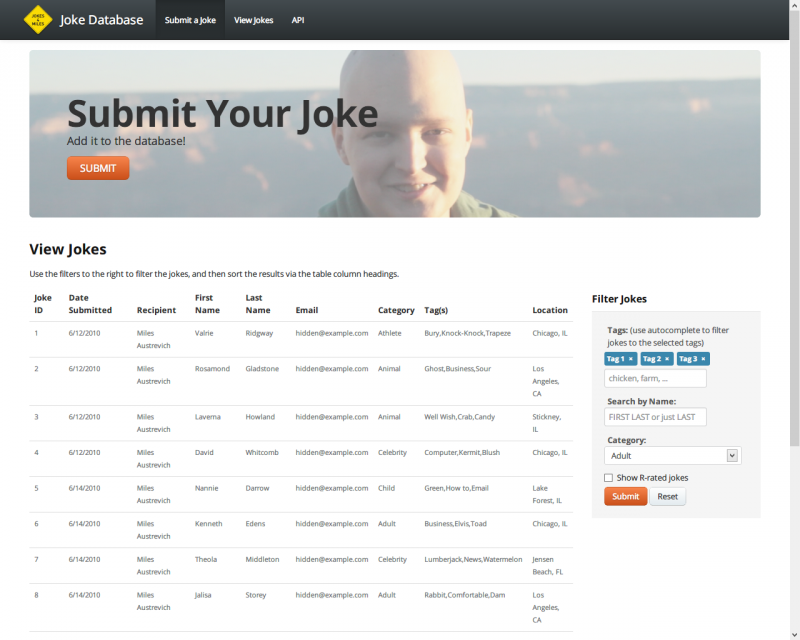 JOKES
4
MILES
Joke Database
Submit a Joke
View Jokes
API
Submit Your Joke
Add it to the database!
SUBMIT
View Jokes
Use the filters to the right to filter the jokes, and then sort the results via the table column headings.
Joke ID Date Submitted Recipient First Name Last Name Email Category Tag(s) Location
1 6/12/2010 Miles Austrevich Valrie Ridgway hidden@example.com Athlete Bury,Knock-Knock,Trapeze Chicago, IL
2 6/12/2010 Miles Austrevich Rosamond Gladstone hidden@example.com Animal Ghost,Business,Sour Los Angeles, CA
3 6/12/2010 Miles Austrevich Laverna Howland hidden@example.com Animal Well Wish,Crab,Candy Stickney, IL
4 6/12/2010 Miles Austrevich David Whitcomb hidden@example.com Celebrity Computer,Kermit,Blush Chicago, IL
5 6/14/2010 Miles Austrevich Nannie Darrow hidden@example.com Child Green,How to,Email Lake Forest, IL
6 6/14/2010 Miles Austrevich Kenneth Edens hidden@example.com Adult Business,Elvis,Toad Chicago, IL
7 6/14/2010 Miles Austrevich Theola Middleton hidden@example.com Celebrity Lumberjack,News,Watermelon Jensen Beach, FL
8 6/14/2010 Miles Austrevich Jalisa Storey hidden@example.com Adult Rabbit,Comfortable,Dam Los Angeles, CA
Filter Jokes
Tags: (use autocomplete to filter
jokes to the selected tags)
Tag 1 × Tag 2 × Tag 3 ×
chicken, farm, ...
Search by Name:
FIRST LAST or just LAST
Category:
Adult
Show R-rated jokes
Submit Reset